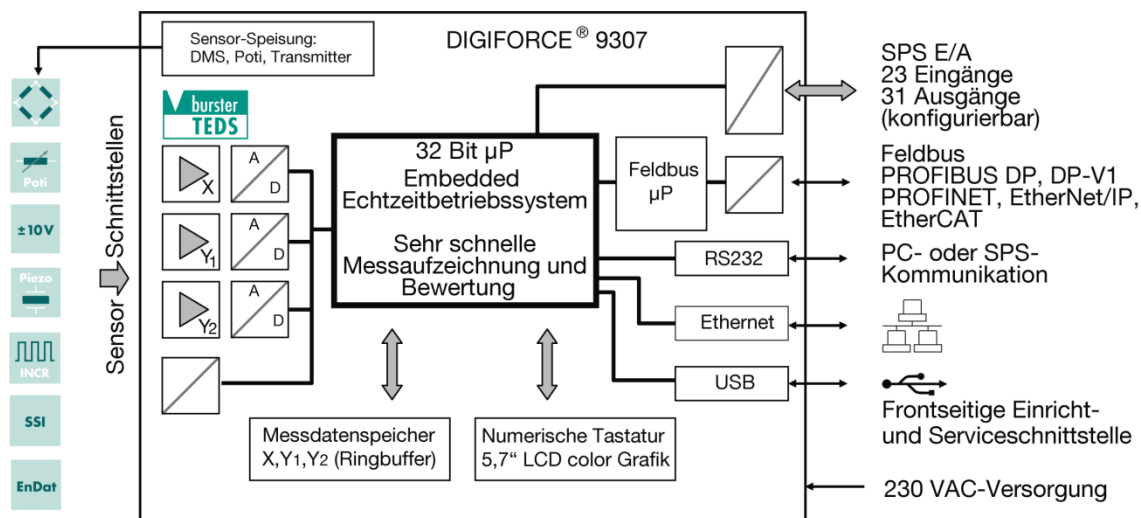 Sensor-Speisung:
DMS, Poti, Transmitter
DIGIFORCE® 9307
burster
TEDS
Poti
±10V
Piezo
INCR
SSI
EnDat
Sensor Schnittstellen
X
A
D
Y1
A
D
Y2
A
D
32 Bit µP
Embedded
Echtzeitbetriebssystem
Sehr schnelle
Messaufzeichnung und
Bewertung
Feldbus
µP
RS232
Ethernet
USB
Messdatenspeicher
X,Y1,Y2 (Ringbuffer)
Numerische Tastatur
5,7“ LCD color Grafik
SPS E/A
23 Eingänge
31 Ausgänge
(konfigurierbar)
Feldbus
PROFIBUS DP, DP-V1
PROFINET, EtherNet/IP,
EtherCAT
PC- oder SPS-
Kommunikation
Frontseitige Einricht-
und Serviceschnittstelle
230 VAC-Versorgung